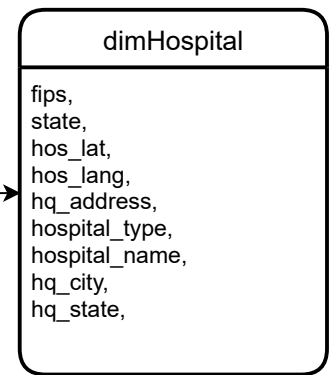 dimHospital
fips,
state,
hos_lat,
hos_lang,
hq_address,
hospital_type,
hospital_name,
hq_city,
hq_state,